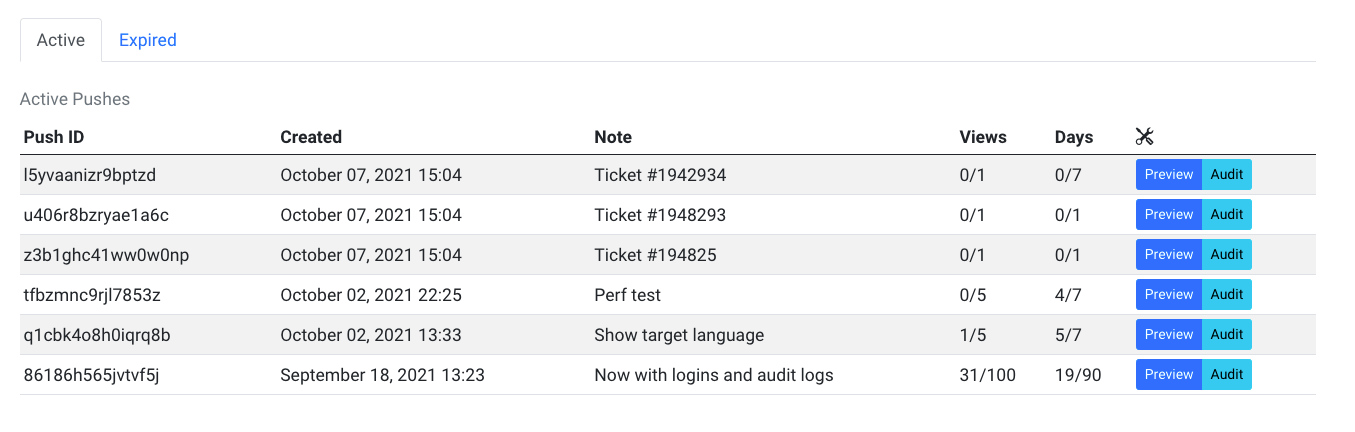 Active Expired
Active Pushes
Push ID Created Note Views Days
l5yvaanizr9bptzd October 07, 2021 15:04 Ticket #1942934 0/1 0/7 Preview Audit
u406r8bzryae1a6c October 07, 2021 15:04 Ticket #1948293 0/1 0/1 Preview Audit
z3b1ghc41ww0w0np October 07, 2021 15:04 Ticket #194825 0/1 0/1 Preview Audit
tfbzmnc9rjl7853z October 02, 2021 22:25 Perf test 0/5 4/7 Preview Audit
q1cbk4o8h0iqrq8b October 02, 2021 13:33 Show target language 1/5 5/7 Preview Audit
86186h565jvtvf5j September 18, 2021 13:23 Now with logins and audit logs 31/100 19/90 Preview Audit